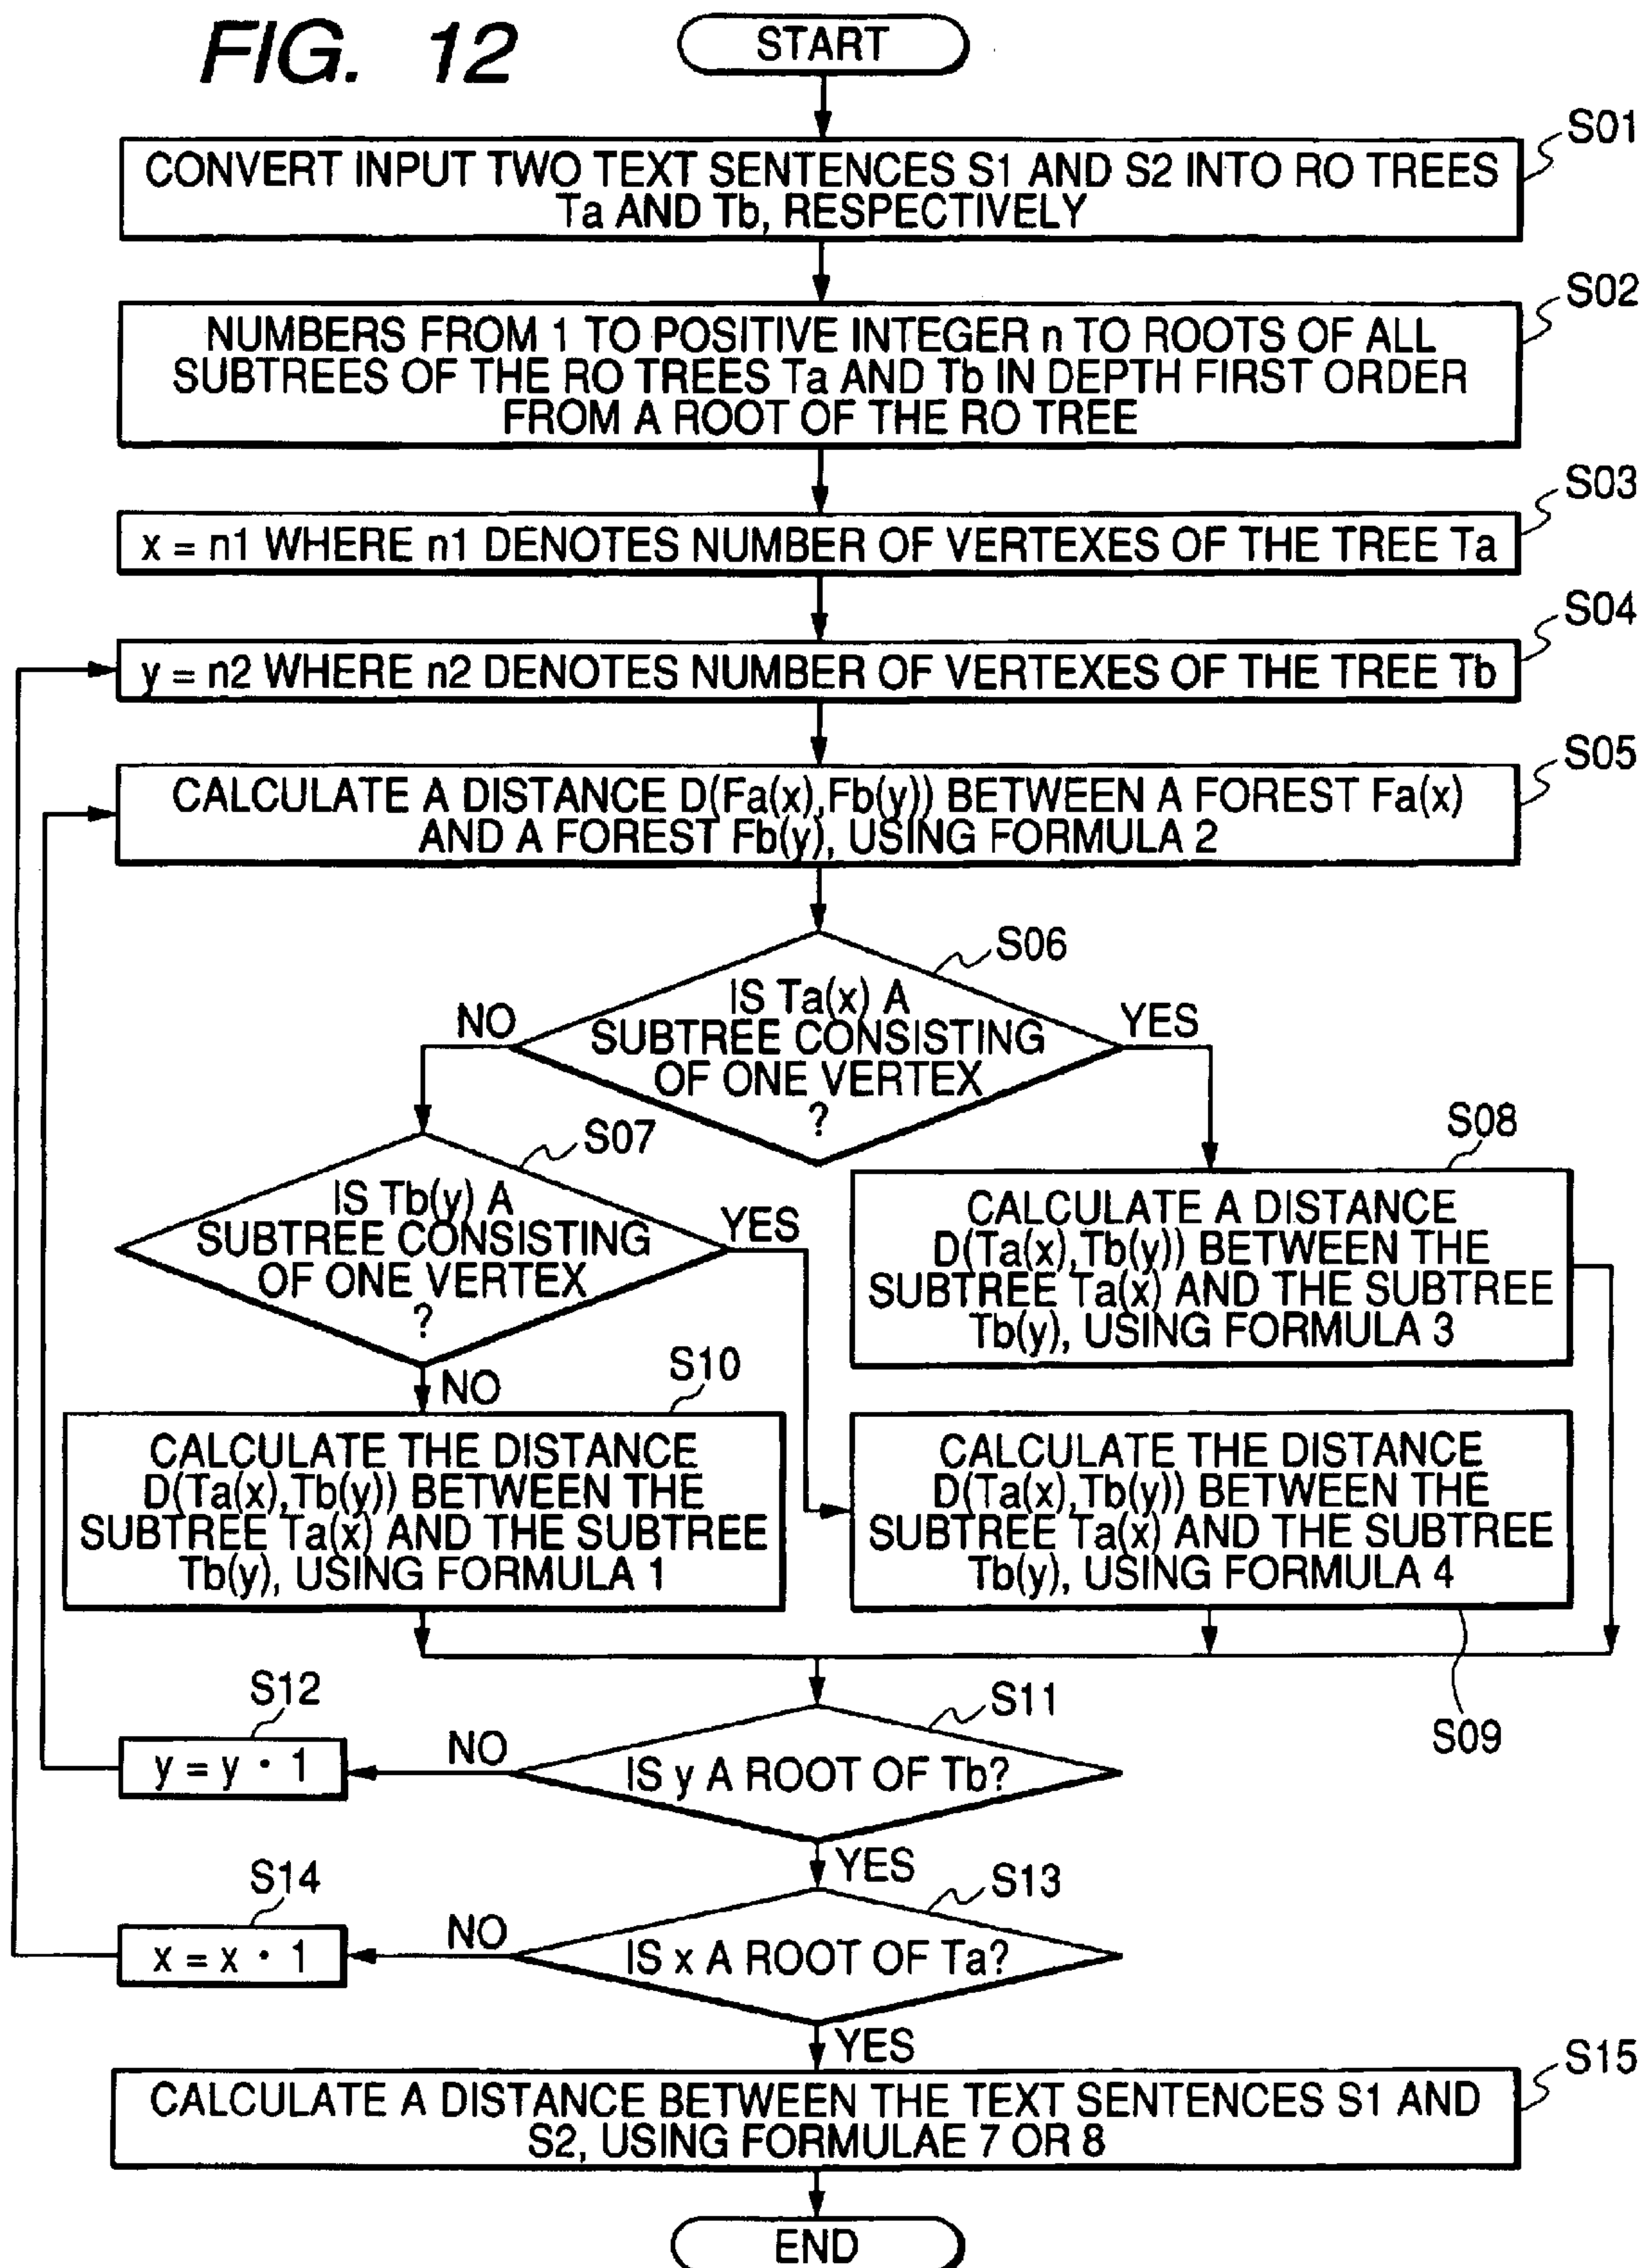 FIG. 12
START
S01
CONVERT INPUT TWO TEXT SENTENCES S1 AND S2 INTO RO TREES
Ta AND Tb, RESPECTIVELY
S02
NUMBERS FROM 1 TO POSITIVE INTEGER n TO ROOTS OF ALL
SUBTREES OF THE RO TREES Ta AND Tb IN DEPTH FIRST ORDER
FROM A ROOT OF THE RO TREE
S03
x = n1 WHERE n1 DENOTES NUMBER OF VERTEXES OF THE TREE Ta
S04
y = n2 WHERE n2 DENOTES NUMBER OF VERTEXES OF THE TREE Tb
S05
CALCULATE A DISTANCE D(Fa(x),Fb(y)) BETWEEN A FOREST Fa(x)
AND A FOREST Fb(y), USING FORMULA 2
S06
IS Ta(x) A
SUBTREE CONSISTING
OF ONE VERTEX
?
NO
YES
S07
IS Tb(y) A
SUBTREE CONSISTING
OF ONE VERTEX
?
YES
NO
S08
CALCULATE A DISTANCE
D(Ta(x),Tb(y)) BETWEEN THE
SUBTREE Ta(x) AND THE SUBTREE
Tb(y), USING FORMULA 3
S10
CALCULATE THE DISTANCE
D(Ta(x),Tb(y)) BETWEEN THE
SUBTREE Ta(x) AND THE SUBTREE
Tb(y), USING FORMULA 1
CALCULATE THE DISTANCE
D(Ta(x),Tb(y)) BETWEEN THE
SUBTREE Ta(x) AND THE SUBTREE
Tb(y), USING FORMULA 4
S09
S11
IS y A ROOT OF Tb?
NO
S12
y = y · 1
YES
S13
IS x A ROOT OF Ta?
NO
S14
x = x · 1
YES
S15
CALCULATE A DISTANCE BETWEEN THE TEXT SENTENCES S1 AND
S2, USING FORMULAE 7 OR 8
END